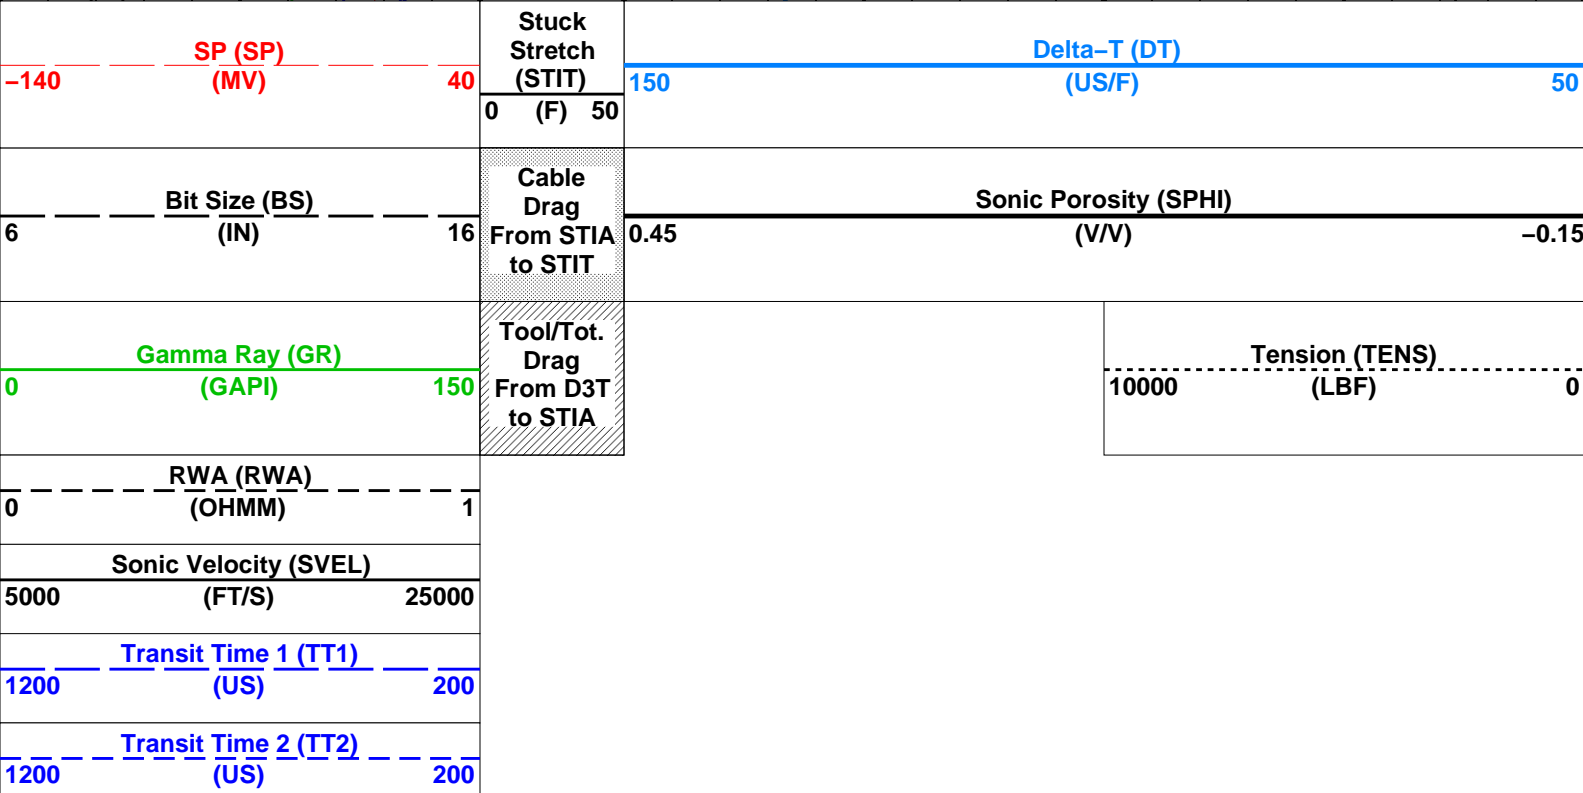 SP (SP)
−140 (MV) 40
Stuck
Stretch
(STIT)
0 (F) 50
Delta−T (DT)
150 (US/F) 50
Bit Size (BS)
6 (IN) 16
Cable
Drag
From STIA
to STIT
Sonic Porosity (SPHI)
0.45 (V/V) −0.15
Gamma Ray (GR)
0 (GAPI) 150
Tool/Tot.
Drag
From D3T
to STIA
Tension (TENS)
10000 (LBF) 0
RWA (RWA)
0 (OHMM) 1
Sonic Velocity (SVEL)
5000 (FT/S) 25000
Transit Time 1 (TT1)
1200 (US) 200
Transit Time 2 (TT2)
1200 (US) 200